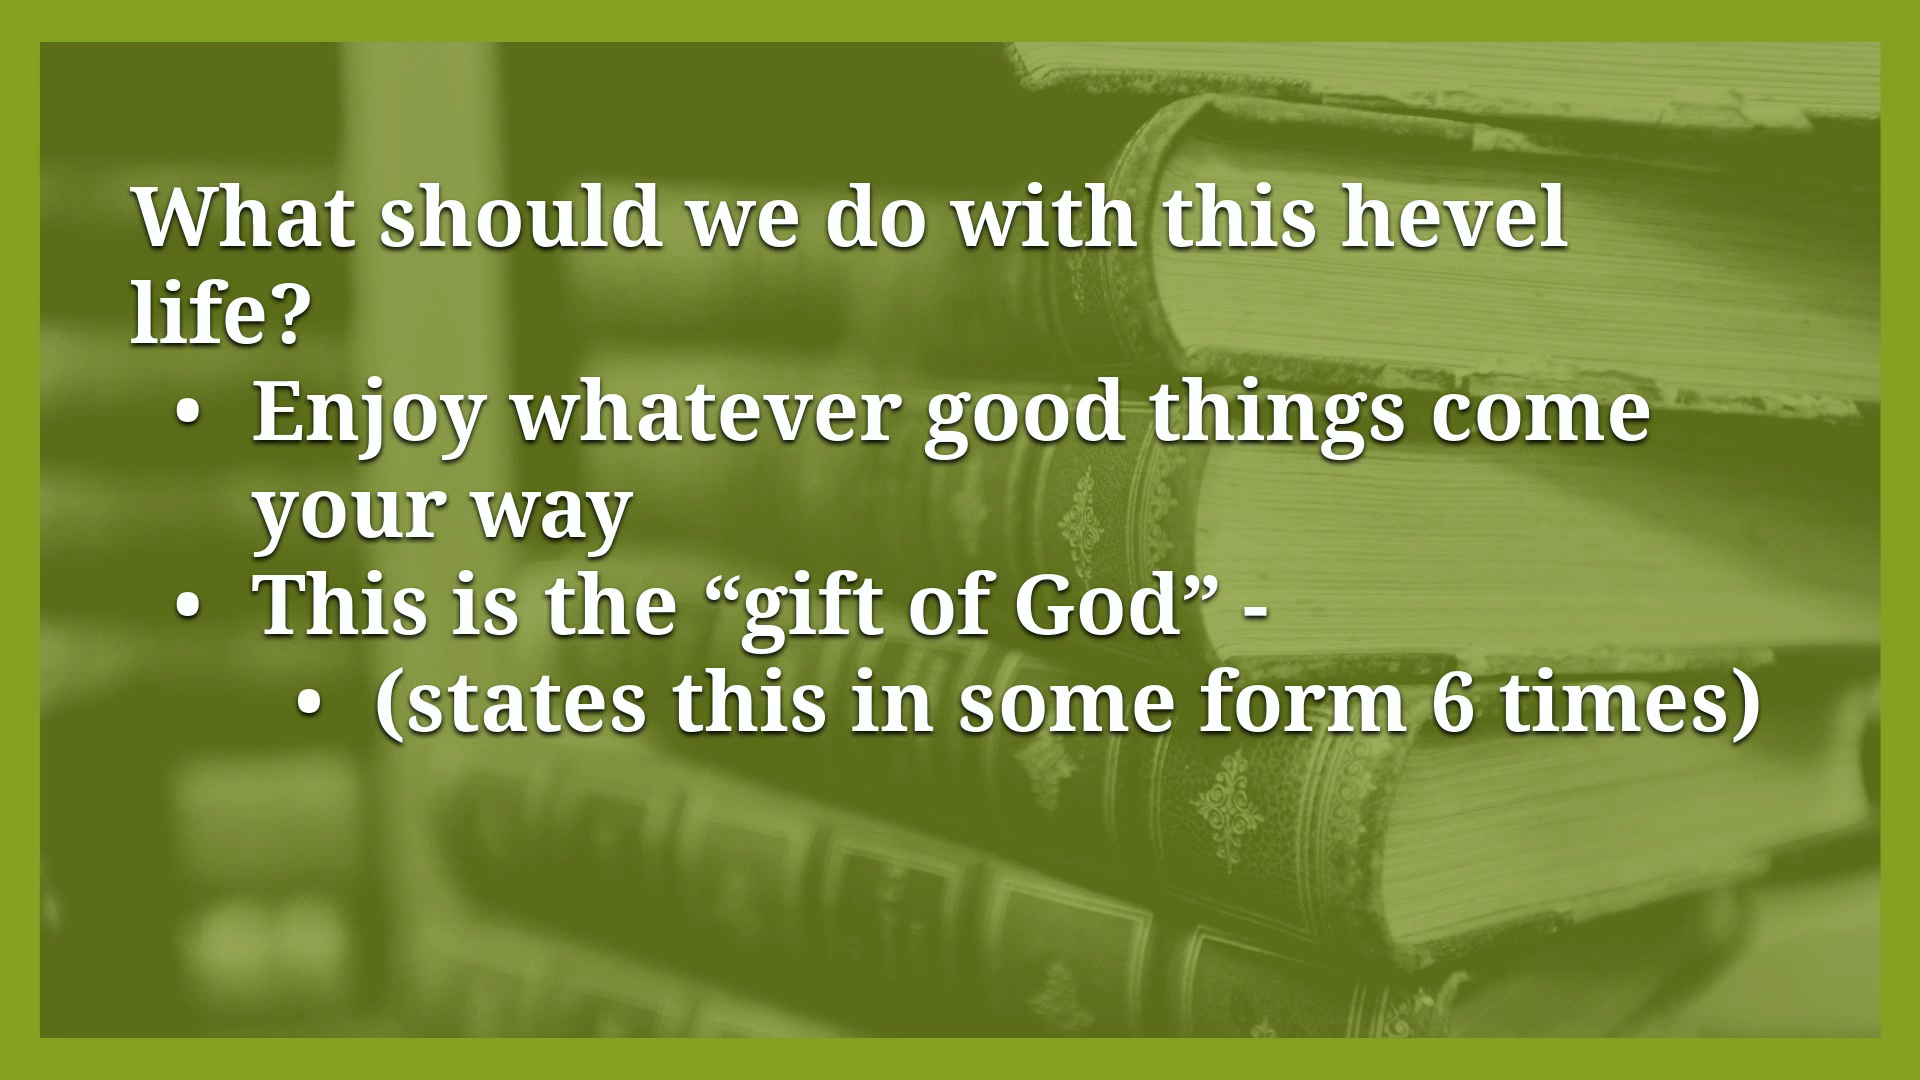 What should we do with this hevel
life?
• Enjoy whatever good things come
your way
• This is the “gift of God” -
• (states this in some form 6 times)